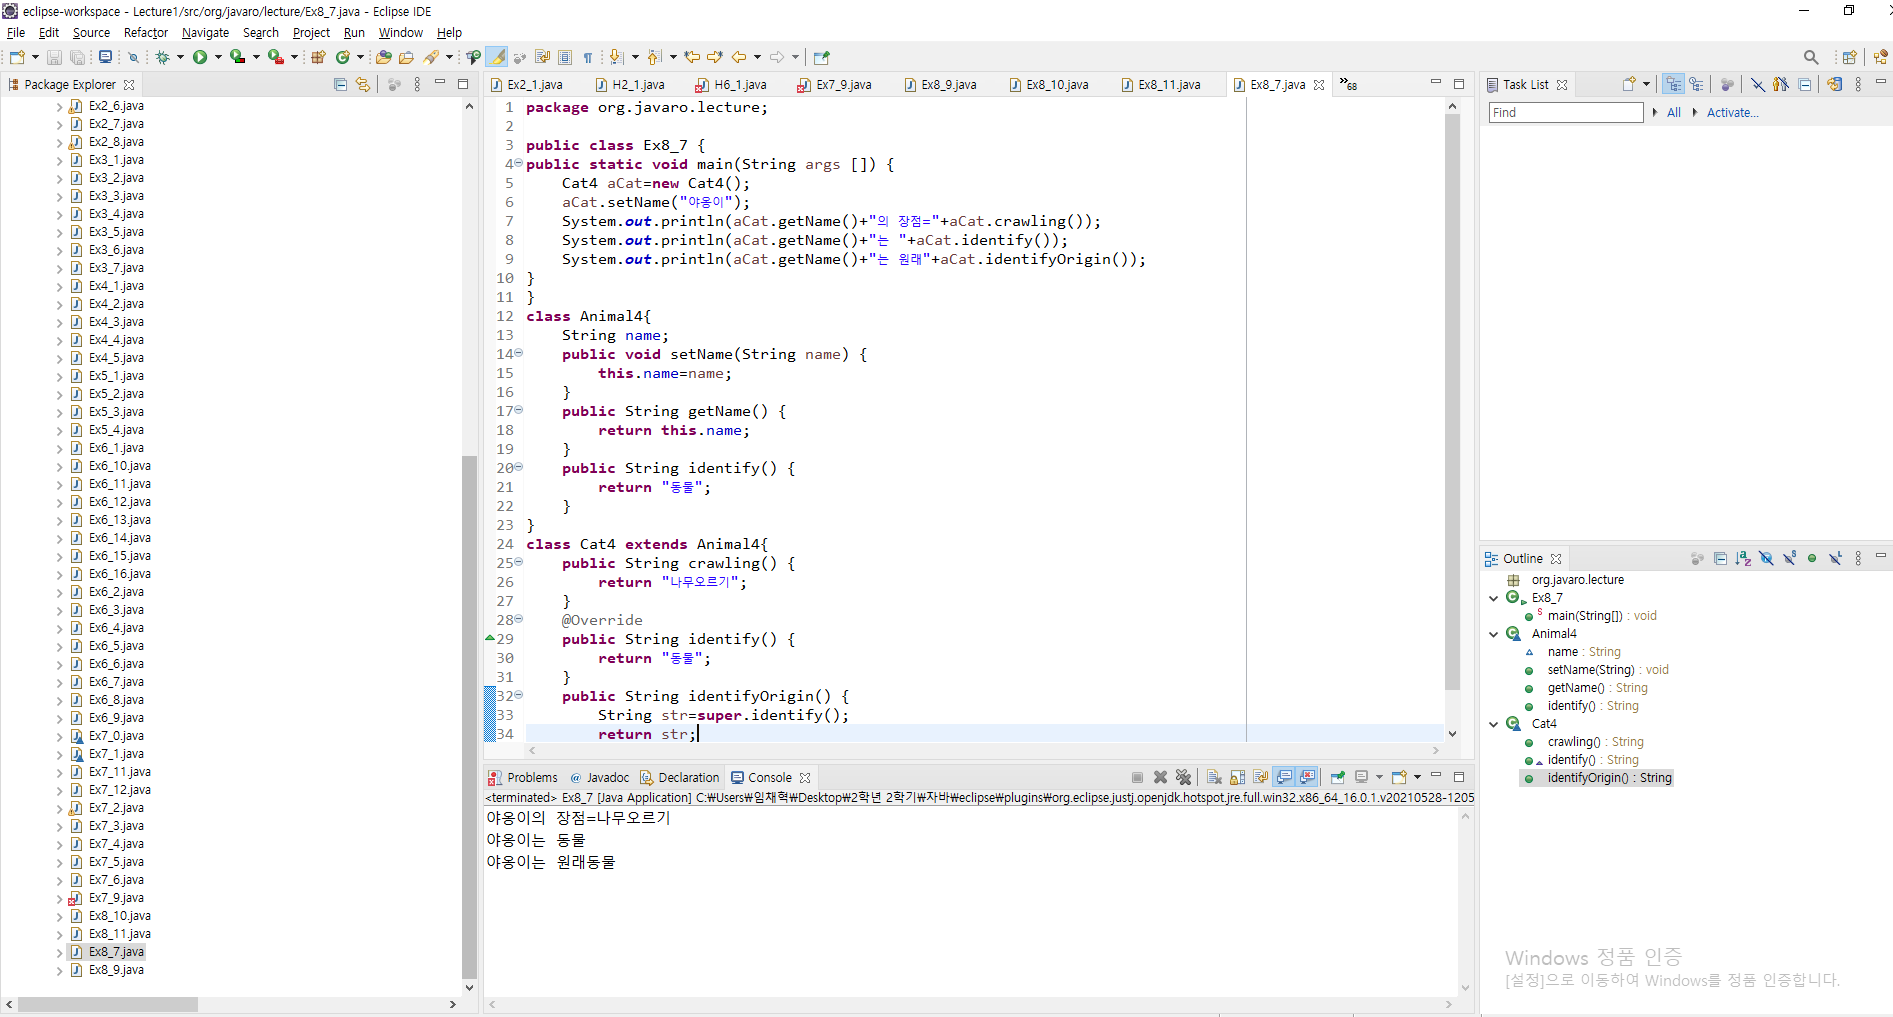 eclipse-workspace - Lecture1/src/org/javaro/lecture/Ex8_7.java - Eclipse IDE
File Edit Source Refactor Navigate Search Project Run Window Help
Package Explorer
Ex2_6.java
Ex2_7.java
Ex2_8.java
Ex3_1.java
Ex3_2.java
Ex3_3.java
Ex3_4.java
Ex3_5.java
Ex3_6.java
Ex3_7.java
Ex4_1.java
Ex4_2.java
Ex4_3.java
Ex4_4.java
Ex4_5.java
Ex5_1.java
Ex5_2.java
Ex5_3.java
Ex5_4.java
Ex6_1.java
Ex6_10.java
Ex6_11.java
Ex6_12.java
Ex6_13.java
Ex6_14.java
Ex6_15.java
Ex6_16.java
Ex6_2.java
Ex6_3.java
Ex6_4.java
Ex6_5.java
Ex6_6.java
Ex6_7.java
Ex6_8.java
Ex6_9.java
Ex7_0.java
Ex7_1.java
Ex7_11.java
Ex7_12.java
Ex7_2.java
Ex7_3.java
Ex7_4.java
Ex7_5.java
Ex7_6.java
Ex7_9.java
Ex8_10.java
Ex8_11.java
Ex8_7.java
Ex8_9.java
Ex2_1.java H2_1.java H6_1.java Ex7_9.java Ex8_9.java Ex8_10.java Ex8_11.java Ex8_7.java »68
1 package org.javaro.lecture;
2
3 public class Ex8_7 {
4 public static void main(String args []) {
5 Cat4 aCat=new Cat4();
6 aCat.setName("야옹이");
7 System.out.println(aCat.getName()+"의 장점="+aCat.crawling());
8 System.out.println(aCat.getName()+"는 "+aCat.identify());
9 System.out.println(aCat.getName()+"는 원래"+aCat.identifyOrigin());
10 }
11 }
12 class Animal4{
13 String name;
14 public void setName(String name) {
15 this.name=name;
16 }
17 public String getName() {
18 return this.name;
19 }
20 public String identify() {
21 return "동물";
22 }
23 }
24 class Cat4 extends Animal4{
25 public String crawling() {
26 return "나무오르기";
27 }
28 @Override
29 public String identify() {
30 return "동물";
31 }
32 public String identifyOrigin() {
33 String str=super.identify();
34 return str;
Problems Javadoc Declaration Console
<terminated> Ex8_7 [Java Application] C:₩Users₩임채혁₩Desktop₩2학년 2학기₩자바₩eclipse₩plugins₩org.eclipse.justj.openjdk.hotspot.jre.full.win32.x86_64_16.0.1.v20210528-1205
야옹이의 장점=나무오르기
야옹이는 동물
야옹이는 원래동물
Task List
Find All Activate...
Outline
org.javaro.lecture
Ex8_7
main(String[]) : void
Animal4
name : String
setName(String) : void
getName() : String
identify() : String
Cat4
crawling() : String
identify() : String
identifyOrigin() : String
Windows 정품 인증
[설정]으로 이동하여 Windows를 정품 인증합니다.